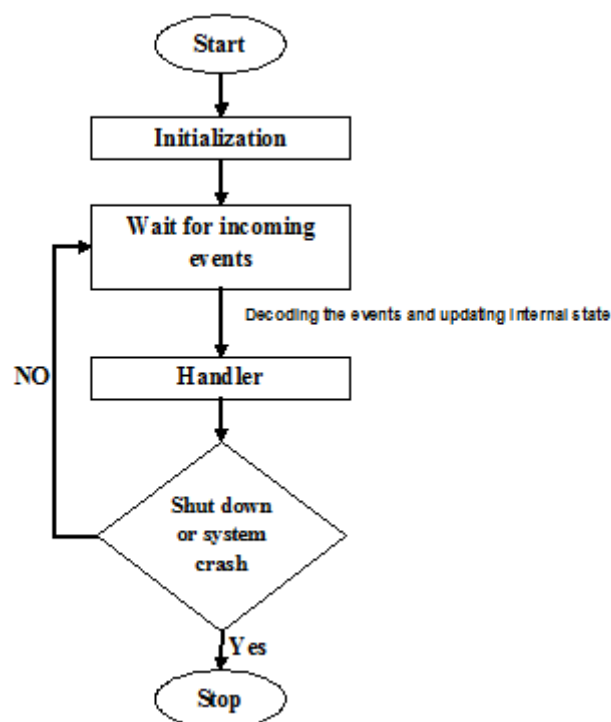 Start
Initialization
Wait for incoming
events
Decoding the events and updating internal state
Handler
NO
Shut down
or system
crash
Yes
Stop